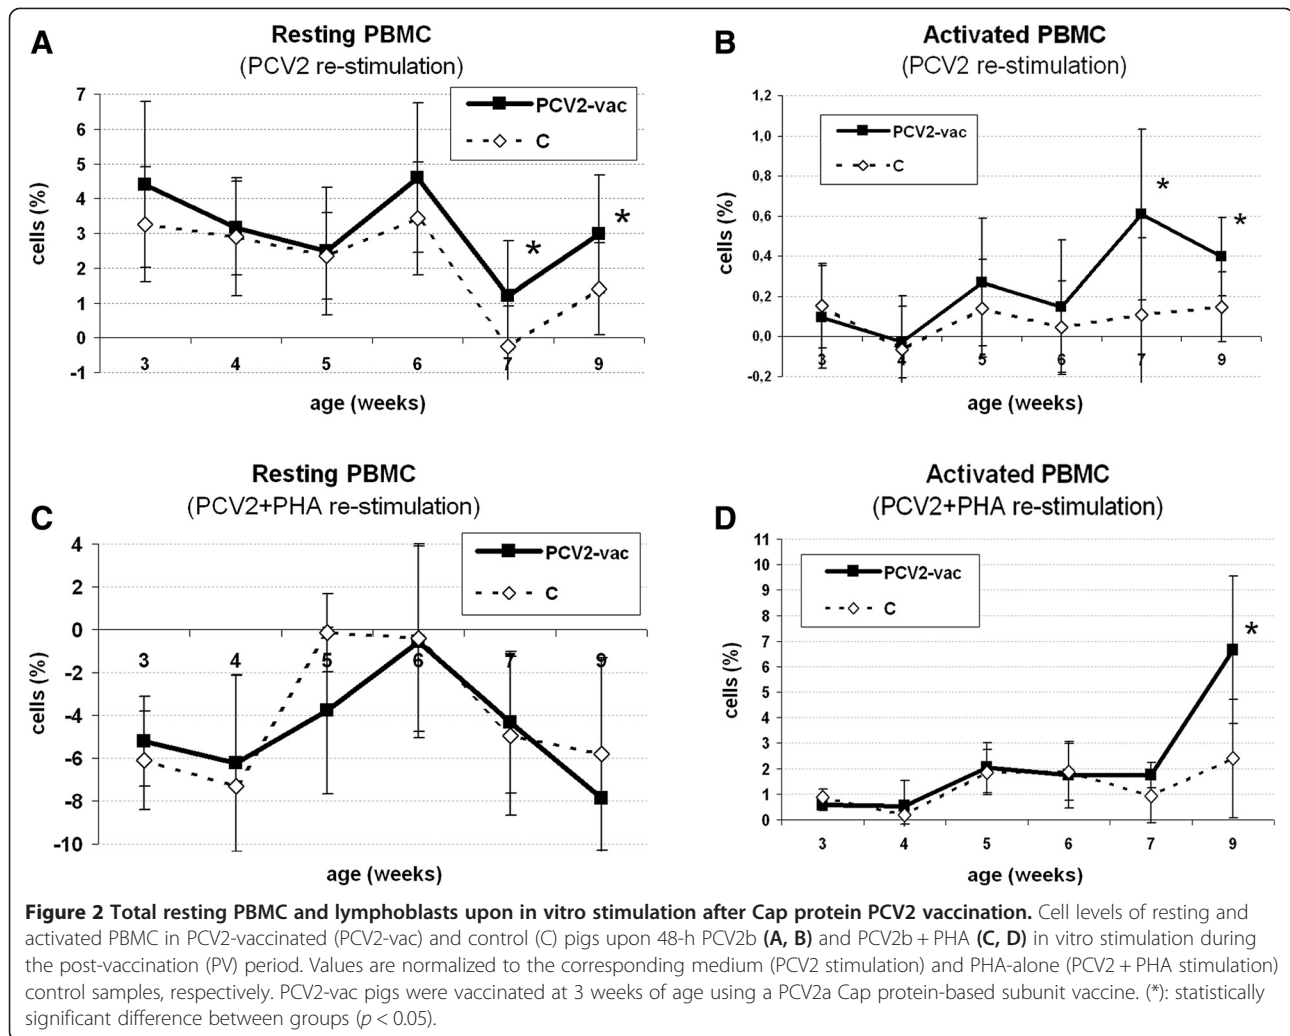 A
Resting PBMC
(PCV2 re-stimulation)
7
6
5
4
3
2
1
0
-1
cells (%)
PCV2-vac
C
*
*
3 4 5 6 7 9
age (weeks)
B
Activated PBMC
(PCV2 re-stimulation)
1,2
1,0
0,8
0,6
0,4
0,2
0,0
-0,2
cells (%)
PCV2-vac
C
*
*
3 4 5 6 7 9
age (weeks)
C
Resting PBMC
(PCV2+PHA re-stimulation)
4
2
0
-2
-4
-6
-8
-10
cells (%)
PCV2-vac
C
3 4 5 6 7 9
age (weeks)
D
Activated PBMC
(PCV2+PHA re-stimulation)
11
10
9
8
7
6
5
4
3
2
1
0
cells (%)
PCV2-vac
C
*
3 4 5 6 7 9
age (weeks)
Figure 2 Total resting PBMC and lymphoblasts upon in vitro stimulation after Cap protein PCV2 vaccination. Cell levels of resting and
activated PBMC in PCV2-vaccinated (PCV2-vac) and control (C) pigs upon 48-h PCV2b (A, B) and PCV2b + PHA (C, D) in vitro stimulation during
the post-vaccination (PV) period. Values are normalized to the corresponding medium (PCV2 stimulation) and PHA-alone (PCV2 + PHA stimulation)
control samples, respectively. PCV2-vac pigs were vaccinated at 3 weeks of age using a PCV2a Cap protein-based subunit vaccine. (*): statistically
significant difference between groups (p < 0.05).